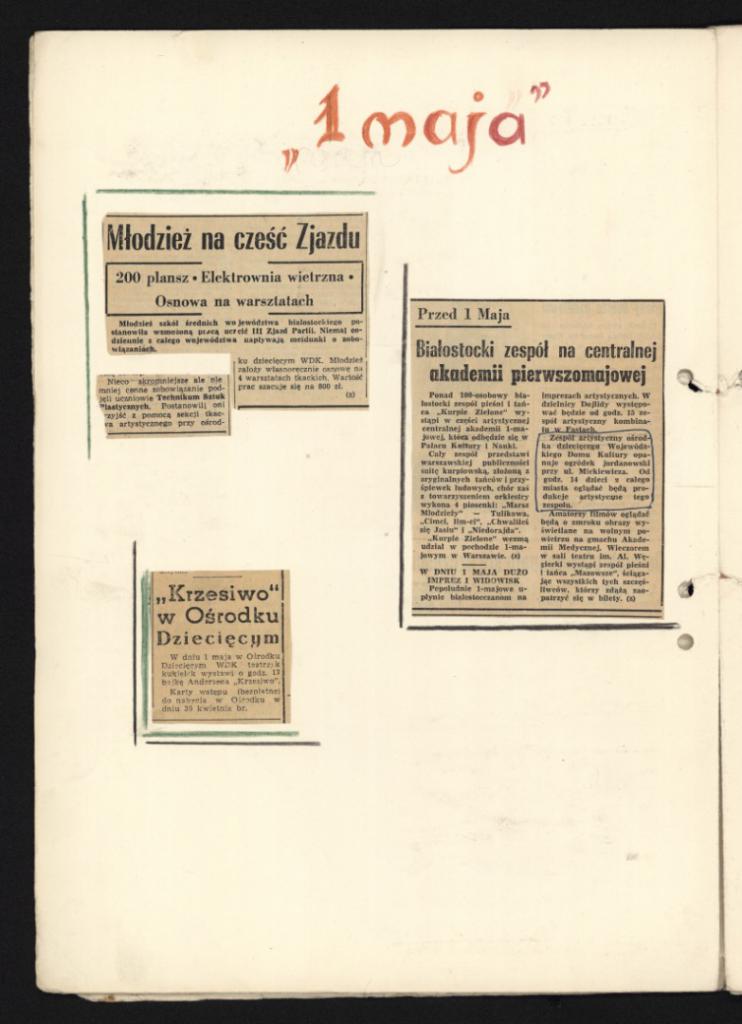 „1 maja”
Młodzież na cześć Zjazdu
200 plansz • Elektrownia wietrzna •
Osnowa na warsztatach
Młodzież szkół średnich województwa białostockiego po-
stanowiła wzmożoną pracą uczcić III Zjazd Partii. Niemal co-
dziennie z całego województwa napływają meldunki o zobo-
wiązaniach.
Nieco skromniejsze ale nie
mniej cenne zobowiązanie pod-
jęli uczniowie Technikum Sztuk
Plastycznych. Postanowili oni
przyjść z pomocą sekcji tkac-
wa artystycznego przy ośrod-
ku dziecięcym WDK. Młodzież
założy własnoręcznie osnowę na
4 warsztatach tkackich. Wartość
prac szacuje się na 800 zł.
(z)
Przed 1 Maja
Białostocki zespół na centralnej
akademii pierwszomajowej
Ponad 100-osobowy bia-
łostocki zespół pieśni i tań-
ca „Kurpie Zielone” wy-
stąpi w części artystycznej
centralnej akademii 1-ma-
jowej, która odbędzie się w
Pałacu Kultury i Nauki.
Cały zespół przedstawi
warszawskiej publiczności
suitę kurpiowską, złożoną z
oryginalnych tańców i przy-
śpiewek ludowych, chór zaś
z towarzyszeniem orkiestry
wykona 4 piosenki: „Marsz
Młodzieży” — Tulikowa,
„Cimci, lim-ci”, „Chwaliłeś
się Jasiu” i „Niedorajda”.
„Kurpie Zielone” wezmą
udział w pochodzie 1-ma-
jowym w Warszawie. (z)
W DNIU 1 MAJA DUŻO
IMPREZ I WIDOWISK
Popołudnie 1-majowe u-
płynie białostocczanom na
imprezach artystycznych. W
dzielnicy Dojlidy występo-
wać będzie od godz. 15 ze-
spół artystyczny kombina-
tu w Fastach.
Zespół artystyczny ośrod-
ka dziecięcego Wojewódz-
kiego Domu Kultury opa-
nuje ogródek jordanowski
przy ul. Mickiewicza. Od
godz. 14 dzieci z całego
miasta oglądać będą pro-
dukcje artystyczne tego
zespołu.
Amatorzy filmów oglądać
będą o zmroku obrazy wy-
świetlane na wolnym po-
wietrzu na gmachu Akade-
mii Medycznej. Wieczorem
w sali teatru im. Al. Wę-
gierki wystąpi zespół pieśni
i tańca „Mazowsze”, ściąga-
jąc wszystkich tych szczęś-
liwców, którzy zdążą zao-
patrzyć się w bilety. (z)
„Krzesiwo”
w Ośrodku
Dziecięcym
W dniu 1 maja w Ośrodku
Dziecięcym WDK teatrzyk
kukiełek wystawi o godz. 17
bajkę Andersena „Krzesiwo”.
Karty wstępu (bezpłatne)
do nabycia w Ośrodku w
dniu 30 kwietnia br.